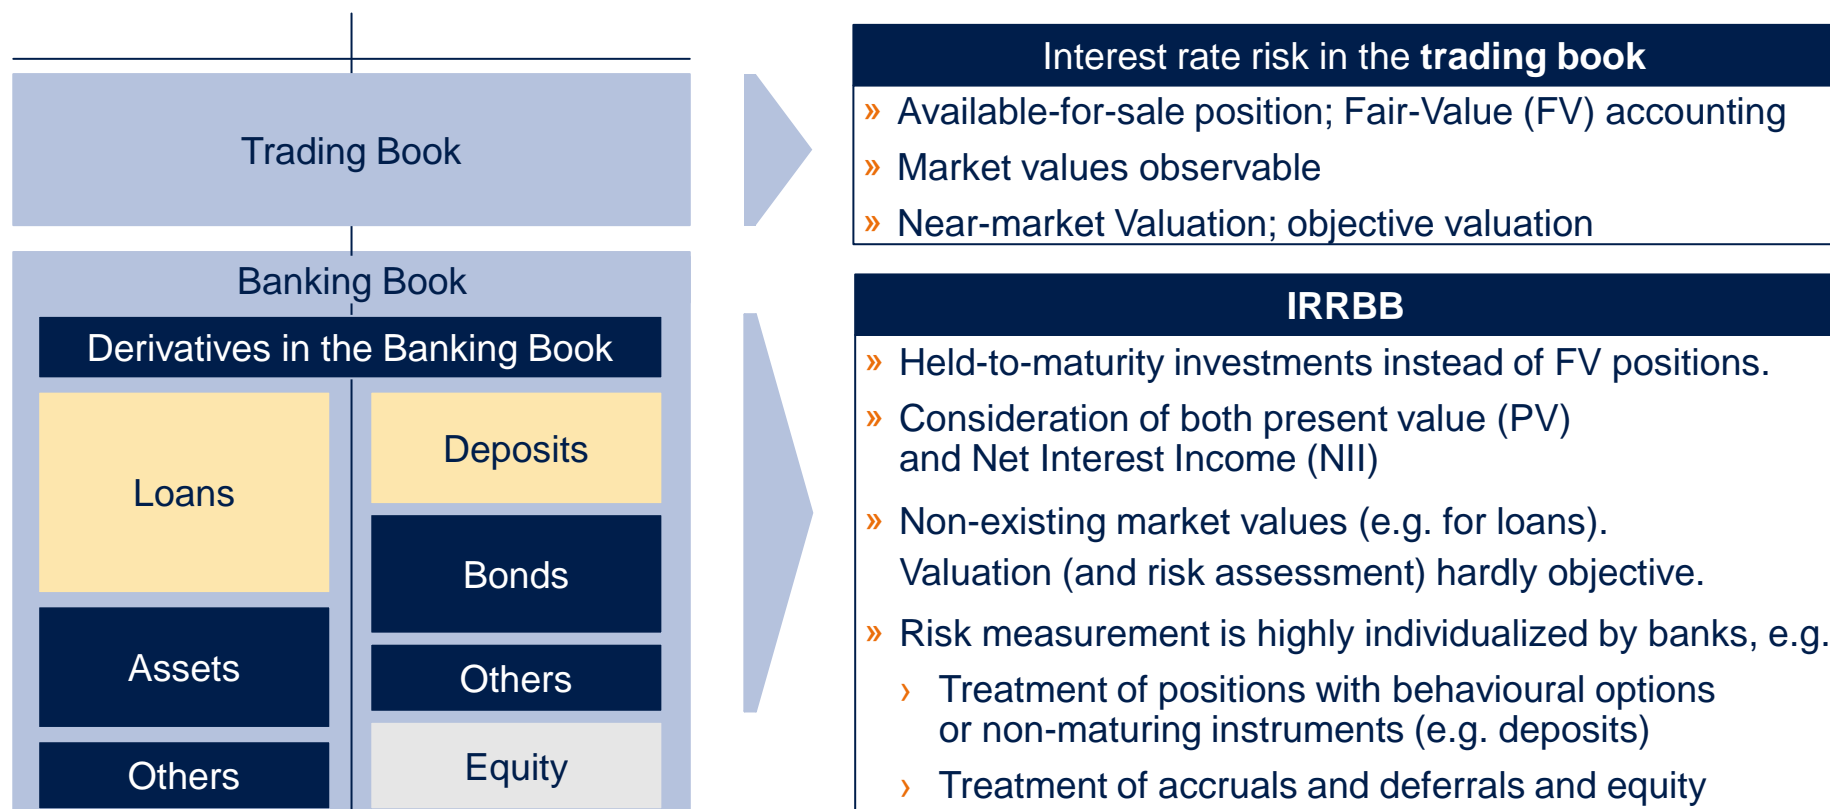 Trading Book
Banking Book
Derivatives in the Banking Book
Loans
Assets
Others
Deposits
Bonds
Others
Equity
Interest rate risk in the trading book
» Available-for-sale position; Fair-Value (FV) accounting
» Market values observable
» Near-market Valuation; objective valuation
IRRBB
» Held-to-maturity investments instead of FV positions.
» Consideration of both present value (PV)
and Net Interest Income (NII)
» Non-existing market values (e.g. for loans).
Valuation (and risk assessment) hardly objective.
» Risk measurement is highly individualized by banks, e.g.
› Treatment of positions with behavioural options
or non-maturing instruments (e.g. deposits)
› Treatment of accruals and deferrals and equity